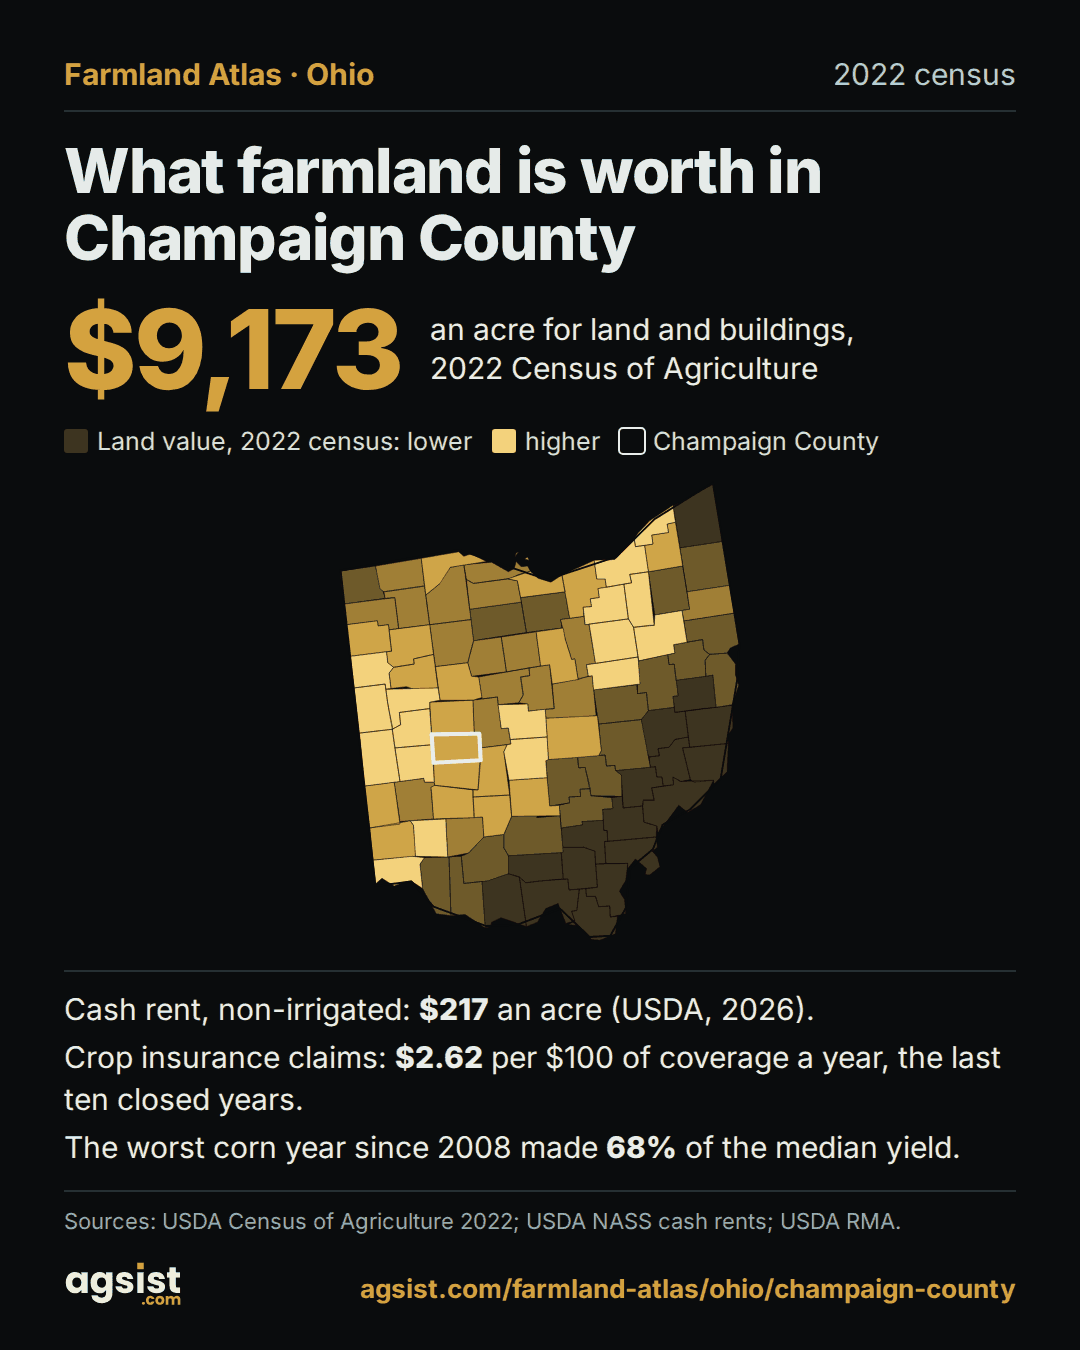 Farmland Atlas · Ohio
2022 census
What farmland is worth in
Champaign County
$9,173
an acre for land and buildings,
2022 Census of Agriculture
Land value, 2022 census: lower
higher
Champaign County
Cash rent, non-irrigated: $217 an acre (USDA, 2026).
Crop insurance claims: $2.62 per $100 of coverage a year, the last
ten closed years.
The worst corn year since 2008 made 68% of the median yield.
Sources: USDA Census of Agriculture 2022; USDA NASS cash rents; USDA RMA.
agsist
.com
agsist.com/farmland-atlas/ohio/champaign-county